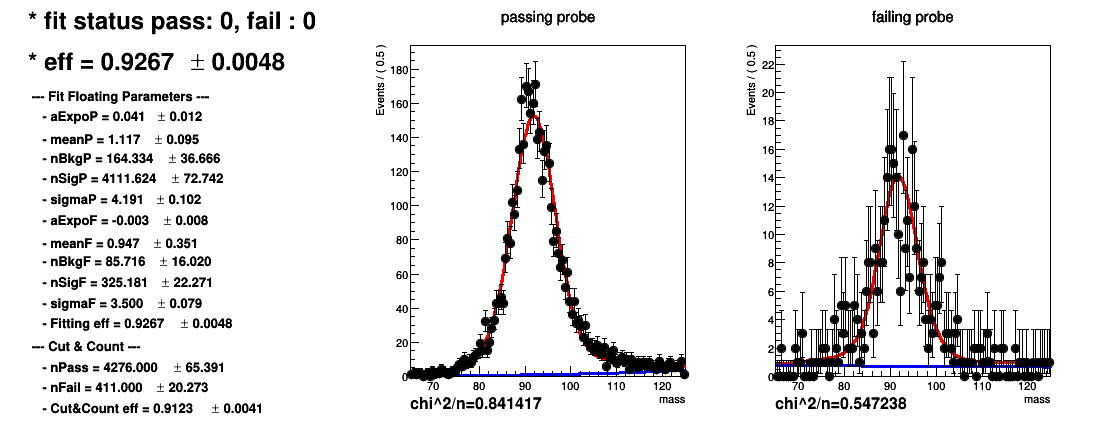 * fit status pass: 0, fail : 0
* eff = 0.9267 ± 0.0048
--- Fit Floating Parameters ---
- aExpoP = 0.041 ± 0.012
- meanP = 1.117 ± 0.095
- nBkgP = 164.334 ± 36.666
- nSigP = 4111.624 ± 72.742
- sigmaP = 4.191 ± 0.102
- aExpoF = -0.003 ± 0.008
- meanF = 0.947 ± 0.351
- nBkgF = 85.716 ± 16.020
- nSigF = 325.181 ± 22.271
- sigmaF = 3.500 ± 0.079
- Fitting eff = 0.9267 ± 0.0048
--- Cut & Count ---
- nPass = 4276.000 ± 65.391
- nFail = 411.000 ± 20.273
- Cut&Count eff = 0.9123 ± 0.0041
passing probe
Events / ( 0.5 )
180
160
140
120
100
80
60
40
20
0
70 80 90 100 110 120
mass
chi^2/n=0.841417
failing probe
Events / ( 0.5 )
22
20
18
16
14
12
10
8
6
4
2
0
70 80 90 100 110 120
mass
chi^2/n=0.547238